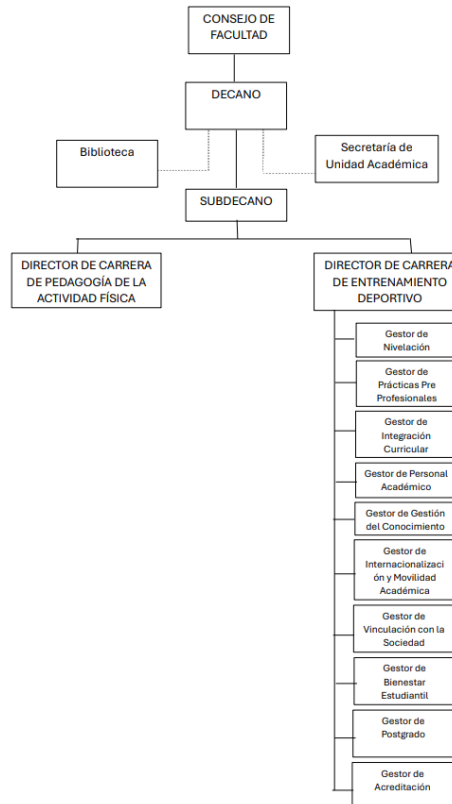 CONSEJO DE
FACULTAD
DECANO
Biblioteca
Secretaría de
Unidad Académica
SUBDECANO
DIRECTOR DE CARRERA
DE PEDAGOGÍA DE LA
ACTIVIDAD FÍSICA
DIRECTOR DE CARRERA
DE ENTRENAMIENTO
DEPORTIVO
Gestor de
Nivelación
Gestor de
Prácticas Pre
Profesionales
Gestor de
Integración
Curricular
Gestor de Personal
Académico
Gestor de Gestión
del Conocimiento
Gestor de
Internacionalizaci
ón y Movilidad
Académica
Gestor de
Vinculación con la
Sociedad
Gestor de
Bienestar
Estudiantil
Gestor de
Postgrado
Gestor de
Acreditación